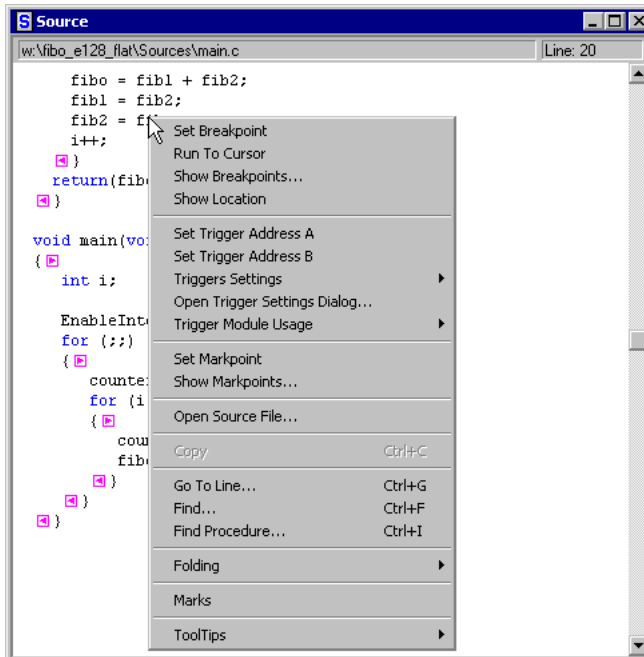 Source
w:\fibo_e128_flat\Sources\main.c Line: 20
fibo = fib1 + fib2;
fib1 = fib2;
fib2 = fib
i++;
}
return(fibo
}
void main(voi
{
int i;
EnableInte
for (;;)
{
counte
for (i
{
cou
fibo
}
}
}
Set Breakpoint
Run To Cursor
Show Breakpoints...
Show Location
Set Trigger Address A
Set Trigger Address B
Triggers Settings
Open Trigger Settings Dialog...
Trigger Module Usage
Set Markpoint
Show Markpoints...
Open Source File...
Copy Ctrl+C
Go To Line... Ctrl+G
Find... Ctrl+F
Find Procedure... Ctrl+I
Folding
Marks
ToolTips